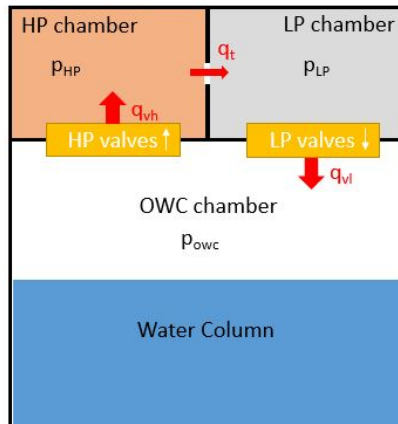 HP chamber
LP chamber
pHP
qt
pLP
qvh
HP valves↑
LP valves↓
qvl
OWC chamber
powc
Water Column